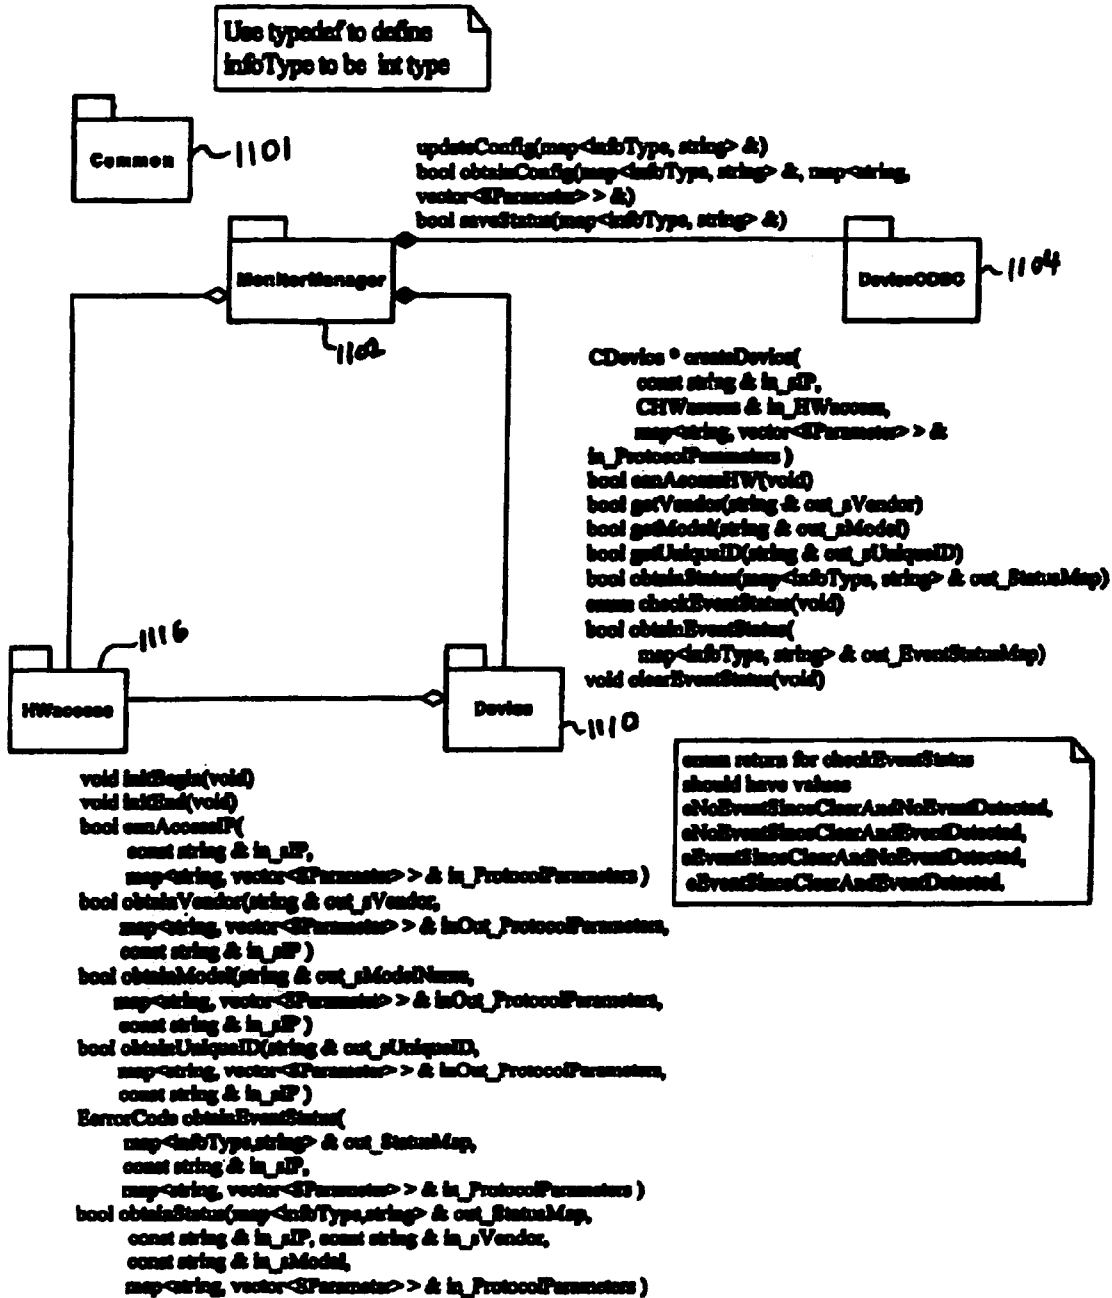 Use typedef to define
infoType to be int type
Common
1101
updateConfig(map<infoType, string> &)
bool obtainConfig(map<infoType, string> &, map<string,
vector<SParameter> > &)
bool saveStatus(map<infoType, string> &)
MonitorManager
1102
DeviceODBC
1104
CDevice * createDevice(
const string & in_sIP,
CHWaccess & in_HWaccess,
map<string, vector<SParameter> > &
in_ProtocolParameters )
bool canAccessHW(void)
bool getVendor(string & out_sVendor)
bool getModel(string & out_sModel)
bool getUniqueID(string & out_sUniqueID)
bool obtainStatus(map<infoType, string> & out_StatusMap)
enum checkEventStatus(void)
bool obtainEventStatus(
map<infoType, string> & out_EventStatusMap)
void clearEventStatus(void)
1116
HWaccess
Device
1110
enum return for checkEventStatus
should have values
eNoEventSinceClearAndNoEventDetected,
eNoEventSinceClearAndEventDetected,
eEventSinceClearAndNoEventDetected,
eEventSinceClearAndEventDetected.
void initBegin(void)
void initEnd(void)
bool canAccessIP(
const string & in_sIP,
map<string, vector<SParameter> > & in_ProtocolParameters )
bool obtainVendor(string & out_sVendor,
map<string, vector<SParameter> > & inOut_ProtocolParameters,
const string & in_sIP )
bool obtainModel(string & out_sModelName,
map<string, vector<SParameter> > & inOut_ProtocolParameters,
const string & in_sIP )
bool obtainUniqueID(string & out_sUniqueID,
map<string, vector<SParameter> > & inOut_ProtocolParameters,
const string & in_sIP )
EerrorCode obtainEventStatus(
map<infoType,string> & out_StatusMap,
const string & in_sIP,
map<string, vector<SParameter> > & in_ProtocolParameters )
bool obtainStatus(map<infoType,string> & out_StatusMap,
const string & in_sIP, const string & in_sVendor,
const string & in_sModel,
map<string, vector<SParameter> > & in_ProtocolParameters )